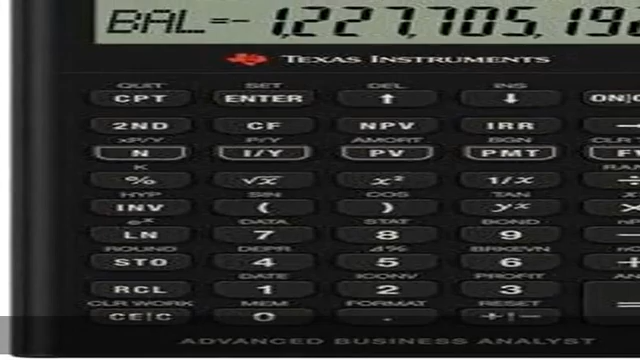 BAL=- 1,227,705.192
TEXAS INSTRUMENTS
QUIT SET DEL INS
CPT ENTER ↑ ↓ ON|O
2ND CF NPV IRR
xP/Y P/Y AMORT BGN CLR T
N I/Y PV PMT FV
K RA
% √x x² 1/x ÷
HYP SIN COS TAN
INV ( ) yˣ ×
eˣ DATA STAT BOND
LN 7 8 9 −
ROUND DEPR Δ% BRKEVN
STO 4 5 6 +
DATE ICONV PROFIT AN
RCL 1 2 3 =
CLR WORK MEM FORMAT RESET
CE|C 0 . +|−
ADVANCED BUSINESS ANALYST